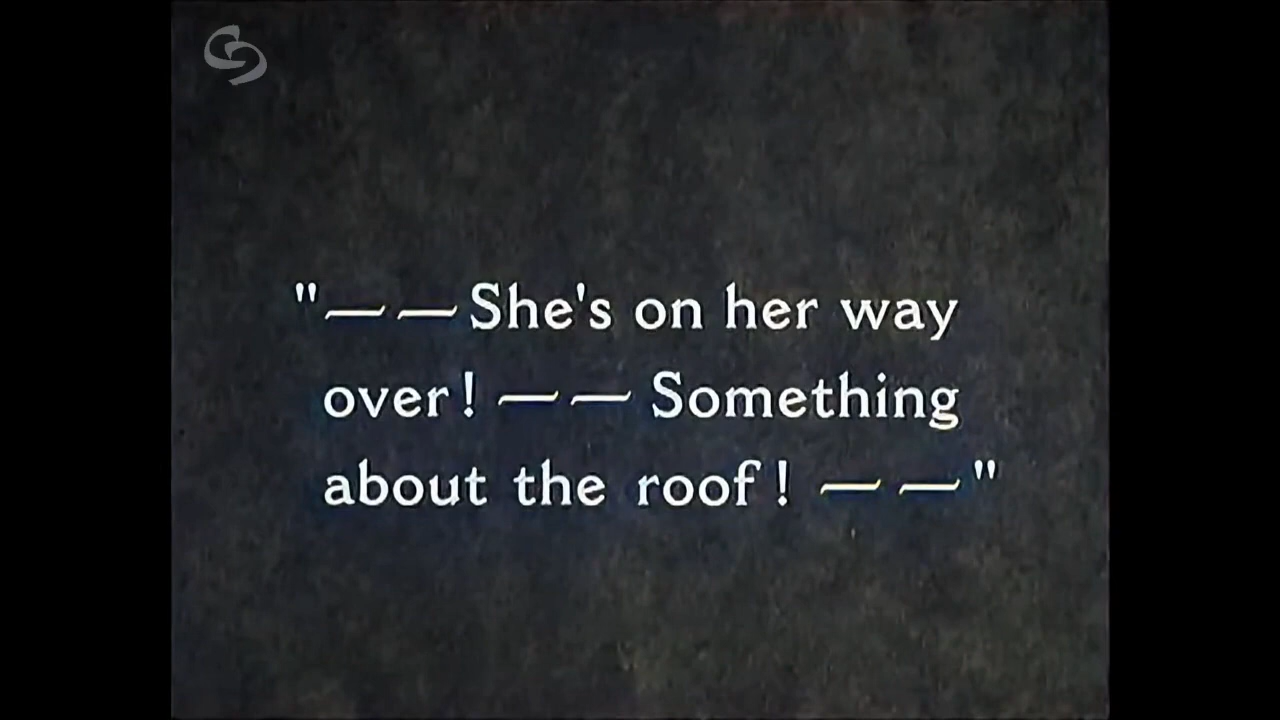 "——She's on her way
over! —— Something
about the roof! ——"